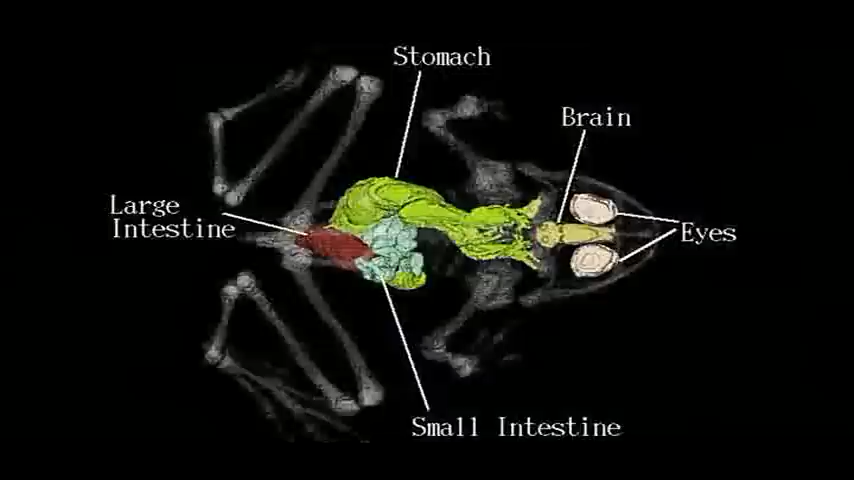 Stomach
Brain
Large
Intestine
Eyes
Small Intestine